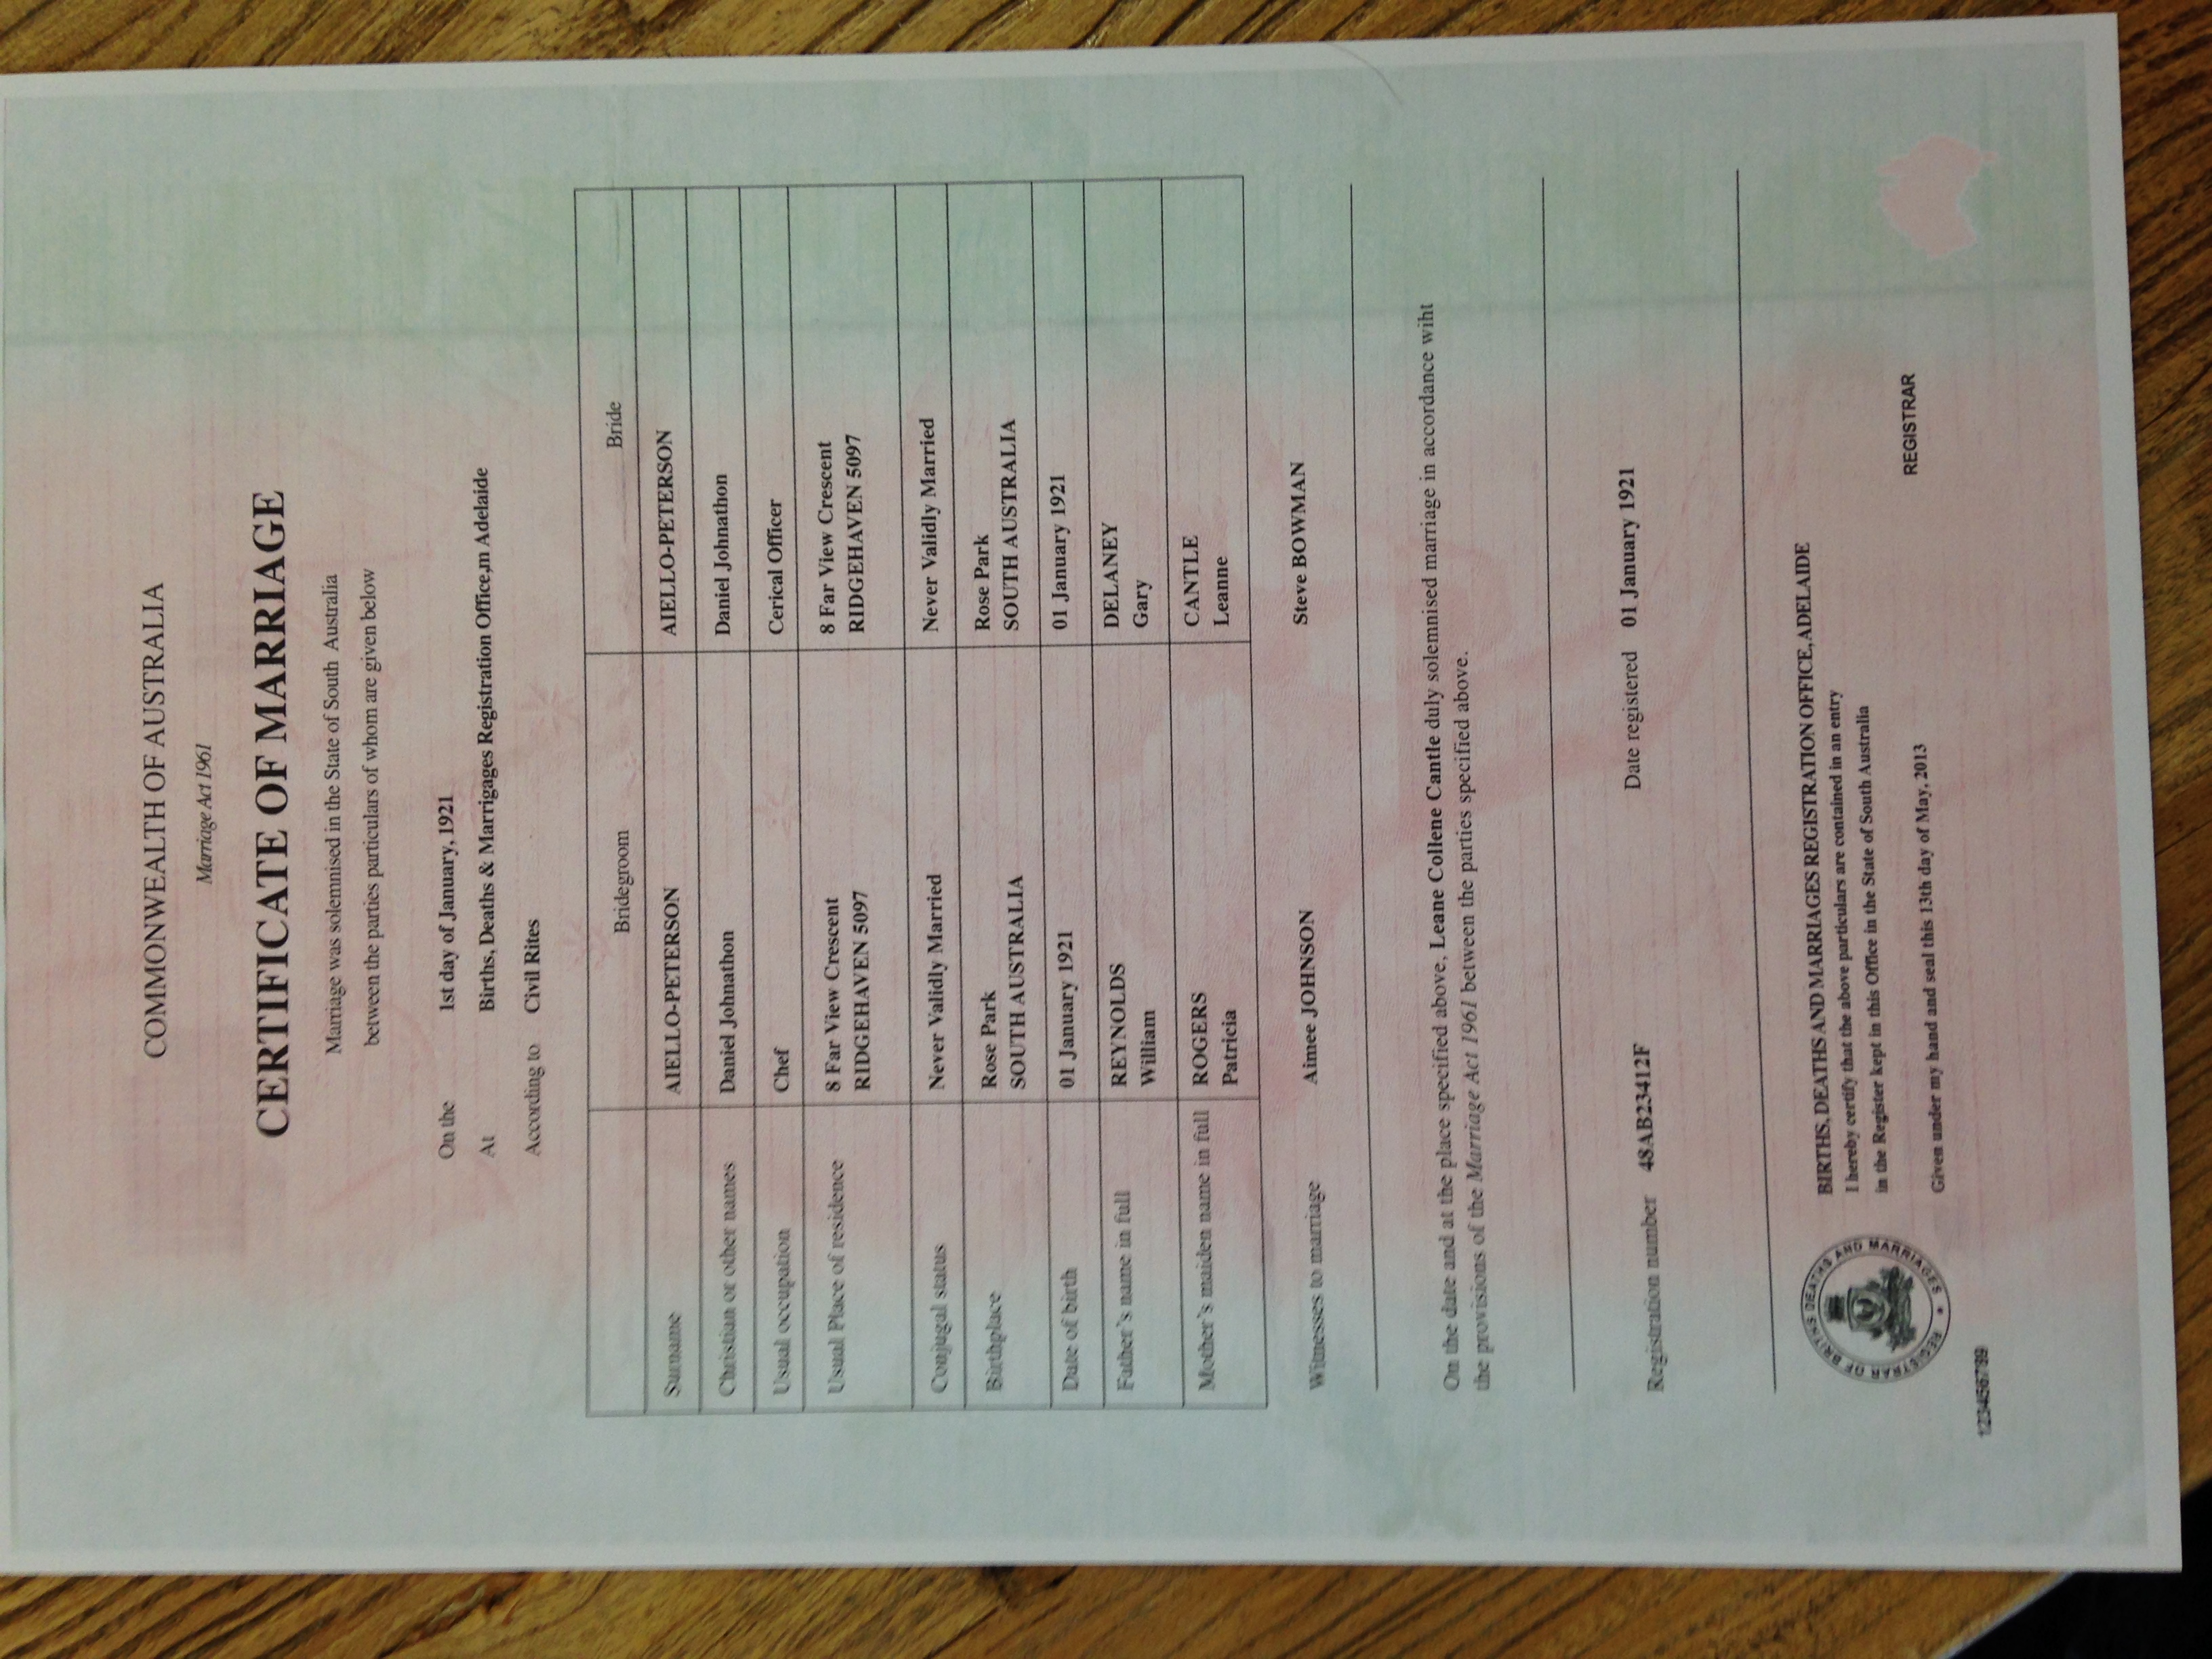 COMMONWEALTH OF AUSTRALIA
Marriage Act 1961
CERTIFICATE OF MARRIAGE
Marriage was solemnised in the State of South Australia
between the parties particulars of whom are given below
On the 1st day of January, 1921
At Births, Deaths & Marrigages Registration Office,m Adelaide
According to Civil Rites
Bridegroom Bride
Surname AIELLO-PETERSON AIELLO-PETERSON
Christian or other names Daniel Johnathon Daniel Johnathon
Usual occupation Chef Cerical Officer
Usual Place of residence 8 Far View Crescent 8 Far View Crescent
RIDGEHAVEN 5097 RIDGEHAVEN 5097
Conjugal status Never Validly Married Never Validly Married
Birthplace Rose Park Rose Park
SOUTH AUSTRALIA SOUTH AUSTRALIA
Date of birth 01 January 1921 01 January 1921
Father's name in full REYNOLDS DELANEY
William Gary
Mother's maiden name in full ROGERS CANTLE
Patricia Leanne
Witnesses to marriage Aimee JOHNSON Steve BOWMAN
On the date and at the place specified above, Leane Collene Cantle duly solemnised marriage in accordance wiht
the provisions of the Marriage Act 1961 between the parties specified above.
Registration number 48AB23412F Date registered 01 January 1921
REGISTRAR OF BRITHS DEATHS AND MARRIAGES
BIRTHS, DEATHS AND MARRIAGES REGISTRATION OFFICE, ADELAIDE
I hereby certify that the above particulars are contained in an entry
in the Register kept in this Office in the State of South Australia
Given under my hand and seal this 13th day of May, 2013
REGISTRAR
123456789